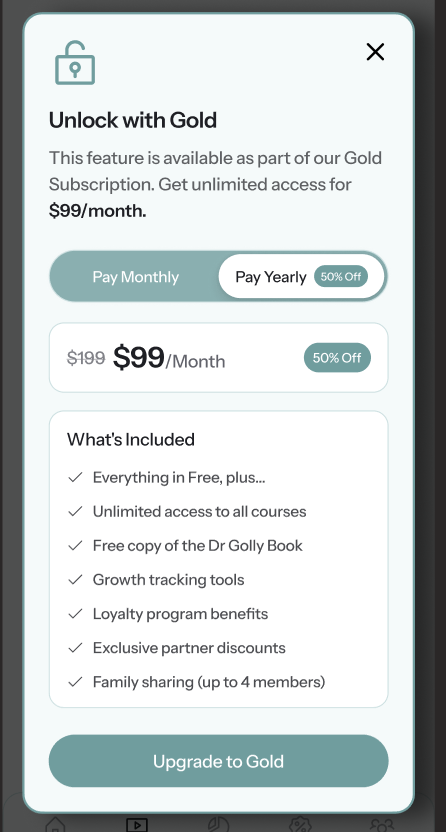 Unlock with Gold
This feature is available as part of our Gold
Subscription. Get unlimited access for
$99/month.
Pay Monthly
Pay Yearly 50% Off
$199 $99/Month 50% Off
What's Included
Everything in Free, plus...
Unlimited access to all courses
Free copy of the Dr Golly Book
Growth tracking tools
Loyalty program benefits
Exclusive partner discounts
Family sharing (up to 4 members)
Upgrade to Gold